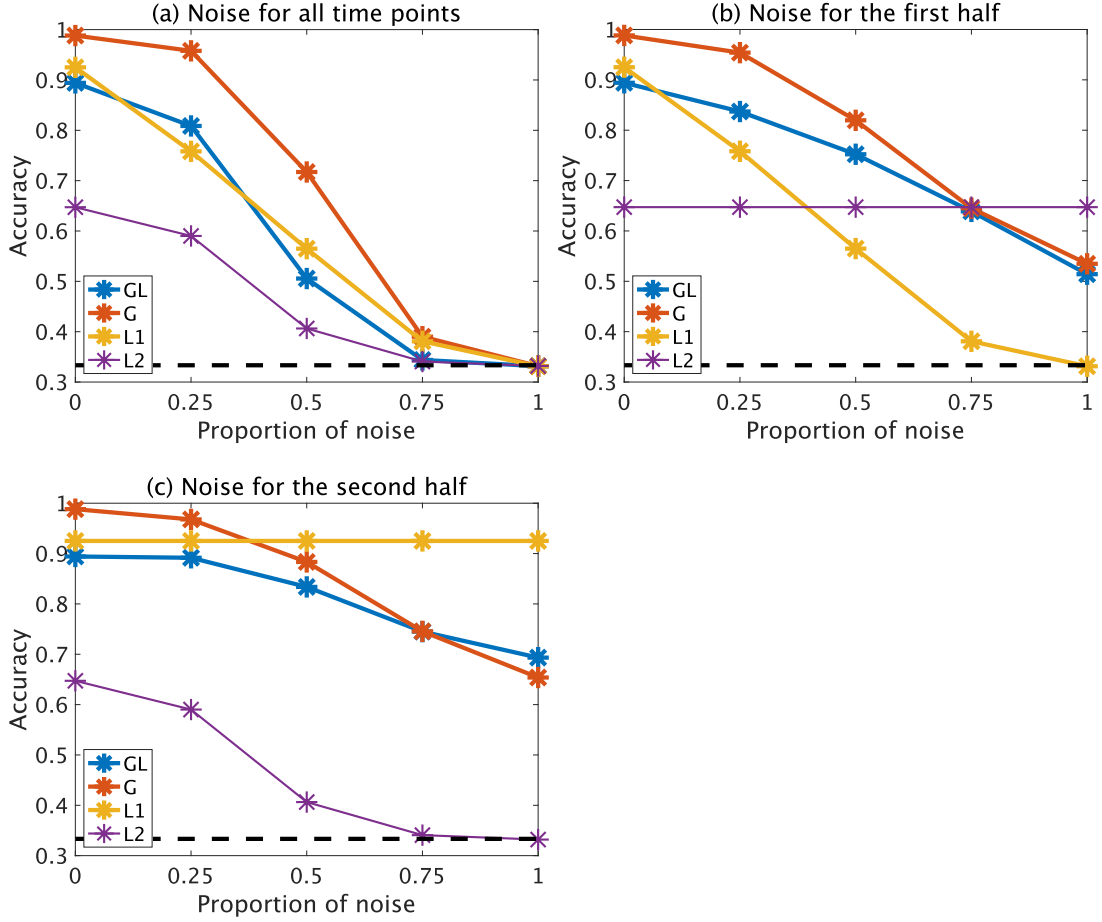 (a) Noise for all time points
1
0.9
0.8
0.7
0.6
0.5
0.4
0.3
Accuracy
GL
G
L1
L2
0 0.25 0.5 0.75 1
Proportion of noise
(b) Noise for the first half
1
0.9
0.8
0.7
0.6
0.5
0.4
0.3
Accuracy
GL
G
L1
L2
0 0.25 0.5 0.75 1
Proportion of noise
(c) Noise for the second half
1
0.9
0.8
0.7
0.6
0.5
0.4
0.3
Accuracy
GL
G
L1
L2
0 0.25 0.5 0.75 1
Proportion of noise